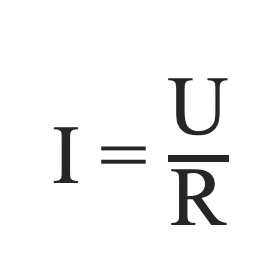 I = U/R